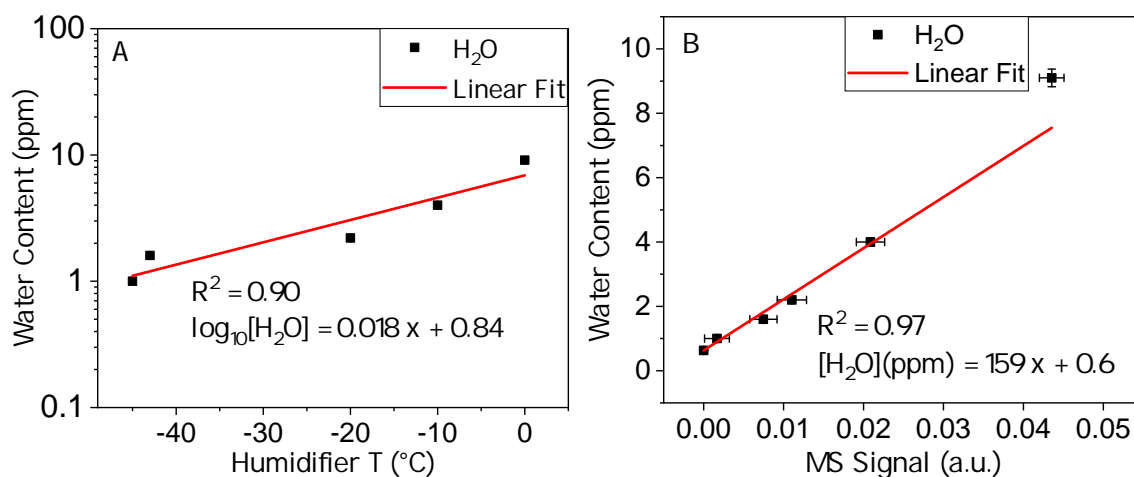 A
H₂O
Linear Fit
100
10
1
0.1
Water Content (ppm)
R² = 0.90
log₁₀[H₂O] = 0.018 x + 0.84
-40
-30
-20
-10
0
Humidifier T (°C)
B
H₂O
Linear Fit
10
8
6
4
2
0
Water Content (ppm)
R² = 0.97
[H₂O](ppm) = 159 x + 0.6
0.00
0.01
0.02
0.03
0.04
0.05
MS Signal (a.u.)